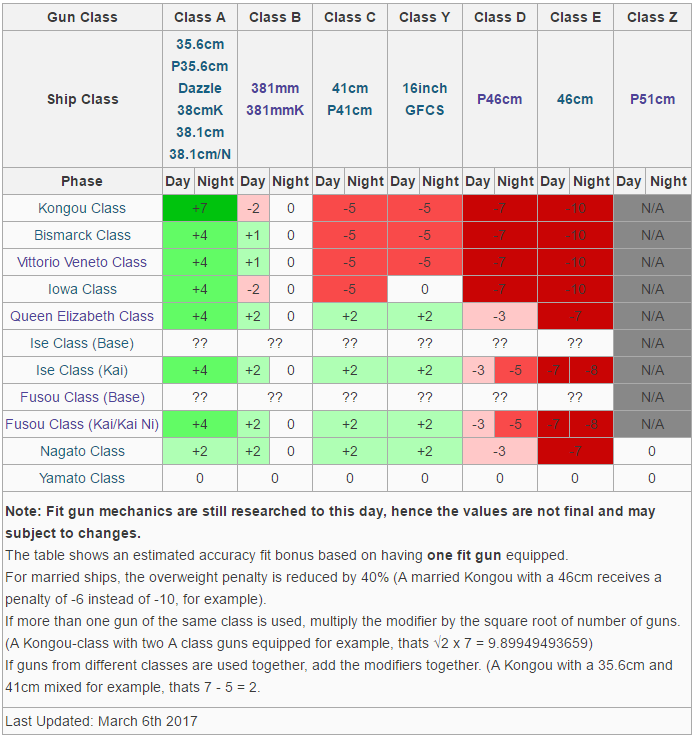 Gun Class Class A Class B Class C Class Y Class D Class E Class Z
Ship Class 35.6cm P35.6cm Dazzle 38cmK 38.1cm 38.1cm/N 381mm 381mmK 41cm P41cm 16inch GFCS P46cm 46cm P51cm
Phase Day Night Day Night Day Night Day Night Day Night Day Night Day Night
Kongou Class +7 -2 0 -5 -5 -7 -10 N/A
Bismarck Class +4 +1 0 -5 -5 -7 -10 N/A
Vittorio Veneto Class +4 +1 0 -5 -5 -7 -10 N/A
Iowa Class +4 -2 0 -5 0 -7 -10 N/A
Queen Elizabeth Class +4 +2 0 +2 +2 -3 -7 N/A
Ise Class (Base) ?? ?? ?? ?? ?? ?? N/A
Ise Class (Kai) +4 +2 0 +2 +2 -3 -5 -7 -8 N/A
Fusou Class (Base) ?? ?? ?? ?? ?? ?? N/A
Fusou Class (Kai/Kai Ni) +4 +2 0 +2 +2 -3 -5 -7 -8 N/A
Nagato Class +2 +2 0 +2 +2 -3 -7 0
Yamato Class 0 0 0 0 0 0 0
Note: Fit gun mechanics are still researched to this day, hence the values are not final and may
subject to changes.
The table shows an estimated accuracy fit bonus based on having one fit gun equipped.
For married ships, the overweight penalty is reduced by 40% (A married Kongou with a 46cm receives a
penalty of -6 instead of -10, for example).
If more than one gun of the same class is used, multiply the modifier by the square root of number of guns.
(A Kongou-class with two A class guns equipped for example, thats √2 x 7 = 9.89949493659)
If guns from different classes are used together, add the modifiers together. (A Kongou with a 35.6cm and
41cm mixed for example, thats 7 - 5 = 2.
Last Updated: March 6th 2017